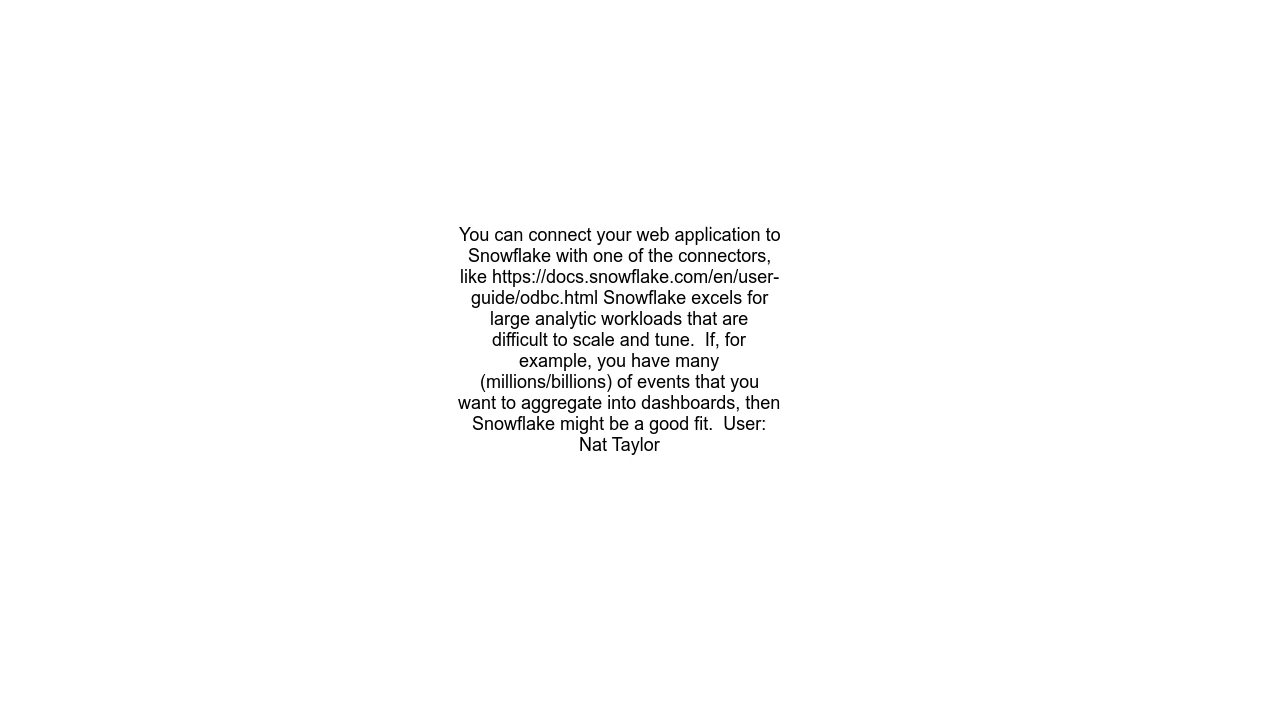 You can connect your web application to
Snowflake with one of the connectors,
like https://docs.snowflake.com/en/user-
guide/odbc.html Snowflake excels for
large analytic workloads that are
difficult to scale and tune.  If, for
example, you have many
(millions/billions) of events that you
want to aggregate into dashboards, then
Snowflake might be a good fit.  User:
Nat Taylor